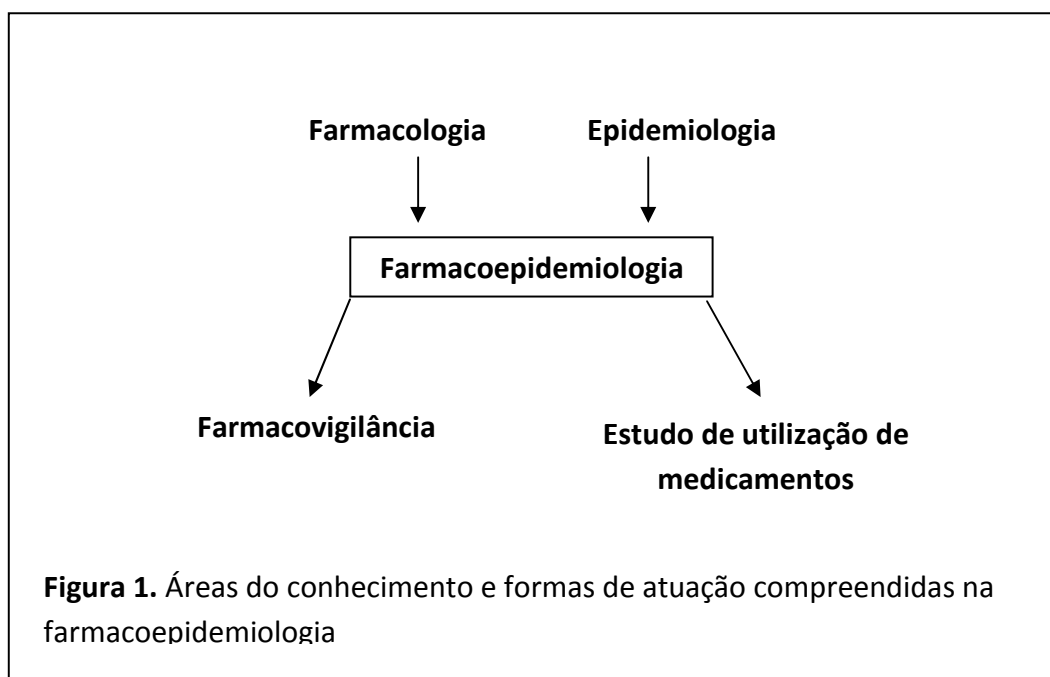 Farmacologia Epidemiologia
Farmacoepidemiologia
Farmacovigilância
Estudo de utilização de
medicamentos
Figura 1. Áreas do conhecimento e formas de atuação compreendidas na
farmacoepidemiologia